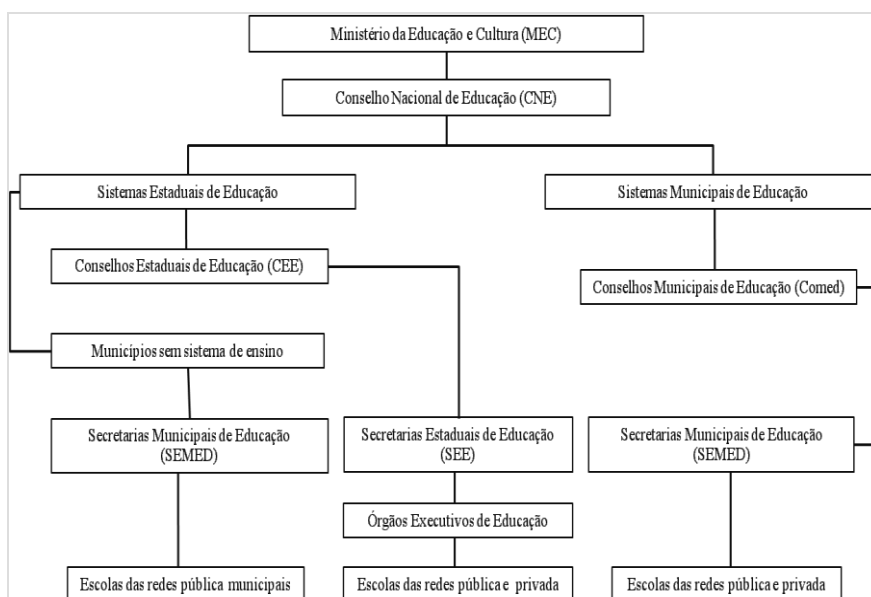 Ministério da Educação e Cultura (MEC)
Conselho Nacional de Educação (CNE)
Sistemas Estaduais de Educação
Sistemas Municipais de Educação
Conselhos Estaduais de Educação (CEE)
Conselhos Municipais de Educação (Comed)
Municípios sem sistema de ensino
Secretarias Municipais de Educação
(SEMED)
Secretarias Estaduais de Educação
(SEE)
Secretarias Municipais de Educação
(SEMED)
Órgãos Executivos de Educação
Escolas das redes pública municipais
Escolas das redes pública e privada
Escolas das redes pública e privada